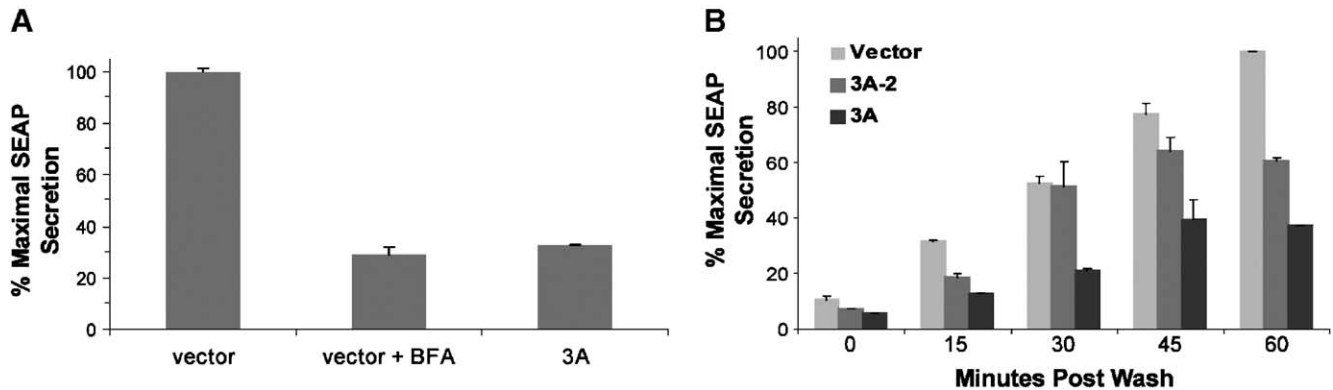 A
% Maximal SEAP
Secretion
100
80
60
40
20
0
vector
vector + BFA
3A
B
% Maximal SEAP
Secretion
100
80
60
40
20
0
Vector
3A-2
3A
0
15
30
45
60
Minutes Post Wash